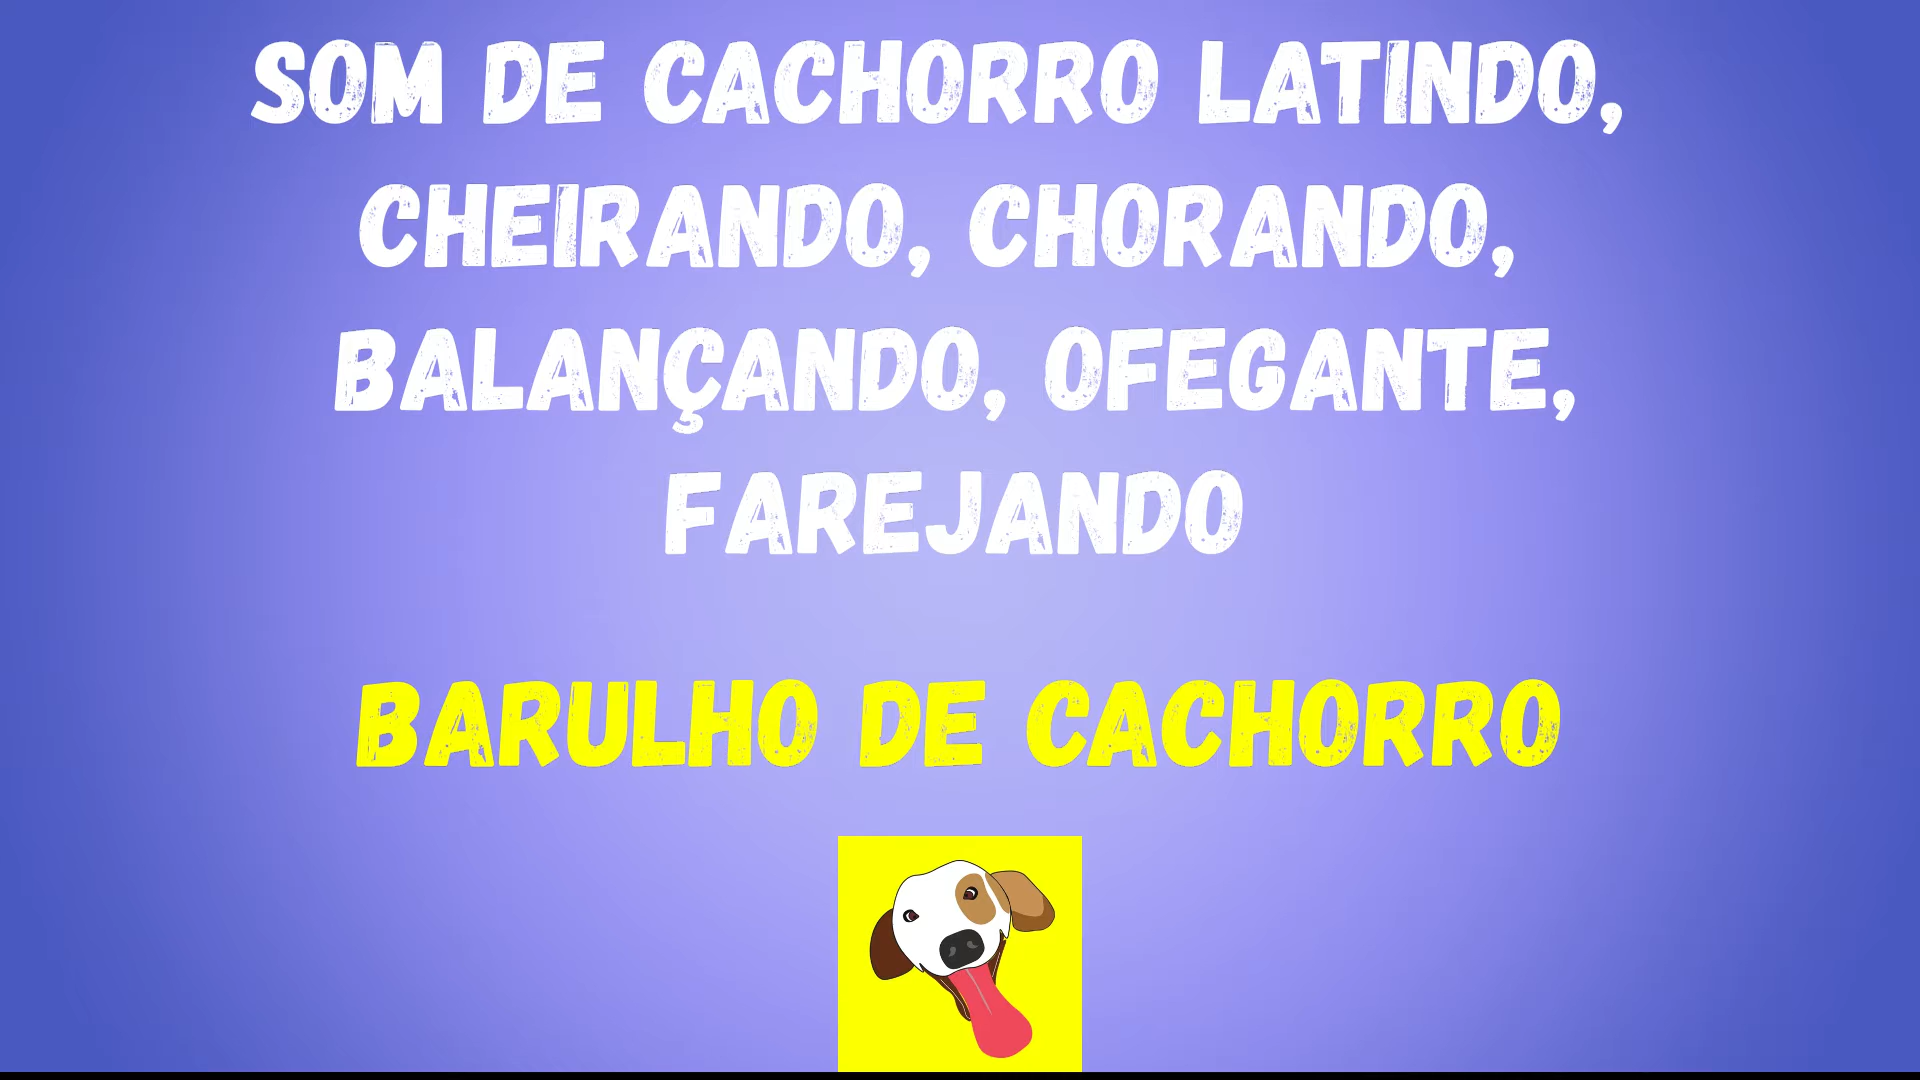 SOM DE CACHORRO LATINDO,
CHEIRANDO, CHORANDO,
BALANÇANDO, OFEGANTE,
FAREJANDO
BARULHO DE CACHORRO